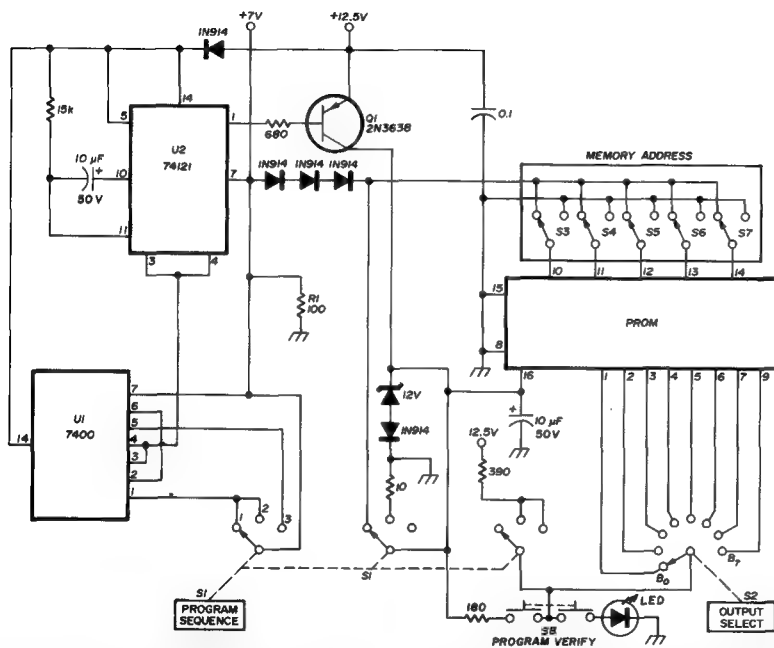 +7V
+12.5V
1N914
15k
14
5
U2
74121
1
680
Q1
2N3638
0.1
10 µF
50 V
10
7
1N914
1N914
1N914
11
3
4
MEMORY ADDRESS
S3
S4
S5
S6
S7
10
11
12
13
14
R1
100
15
8
PROM
16
1
2
3
4
5
6
7
9
12V
1N914
10
10 µF
50 V
12.5V
390
U1
7400
14
7
6
5
4
3
2
1
1
2
3
S1
S1
PROGRAM
SEQUENCE
B0
B7
S2
OUTPUT
SELECT
180
S8
PROGRAM VERIFY
LED